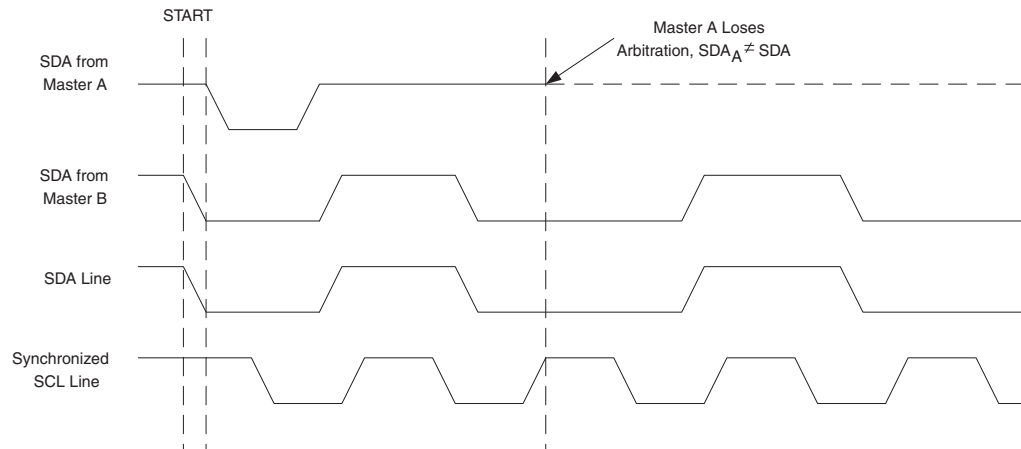 START
Master A Loses
Arbitration, SDA_A ≠ SDA
SDA from
Master A
SDA from
Master B
SDA Line
Synchronized
SCL Line